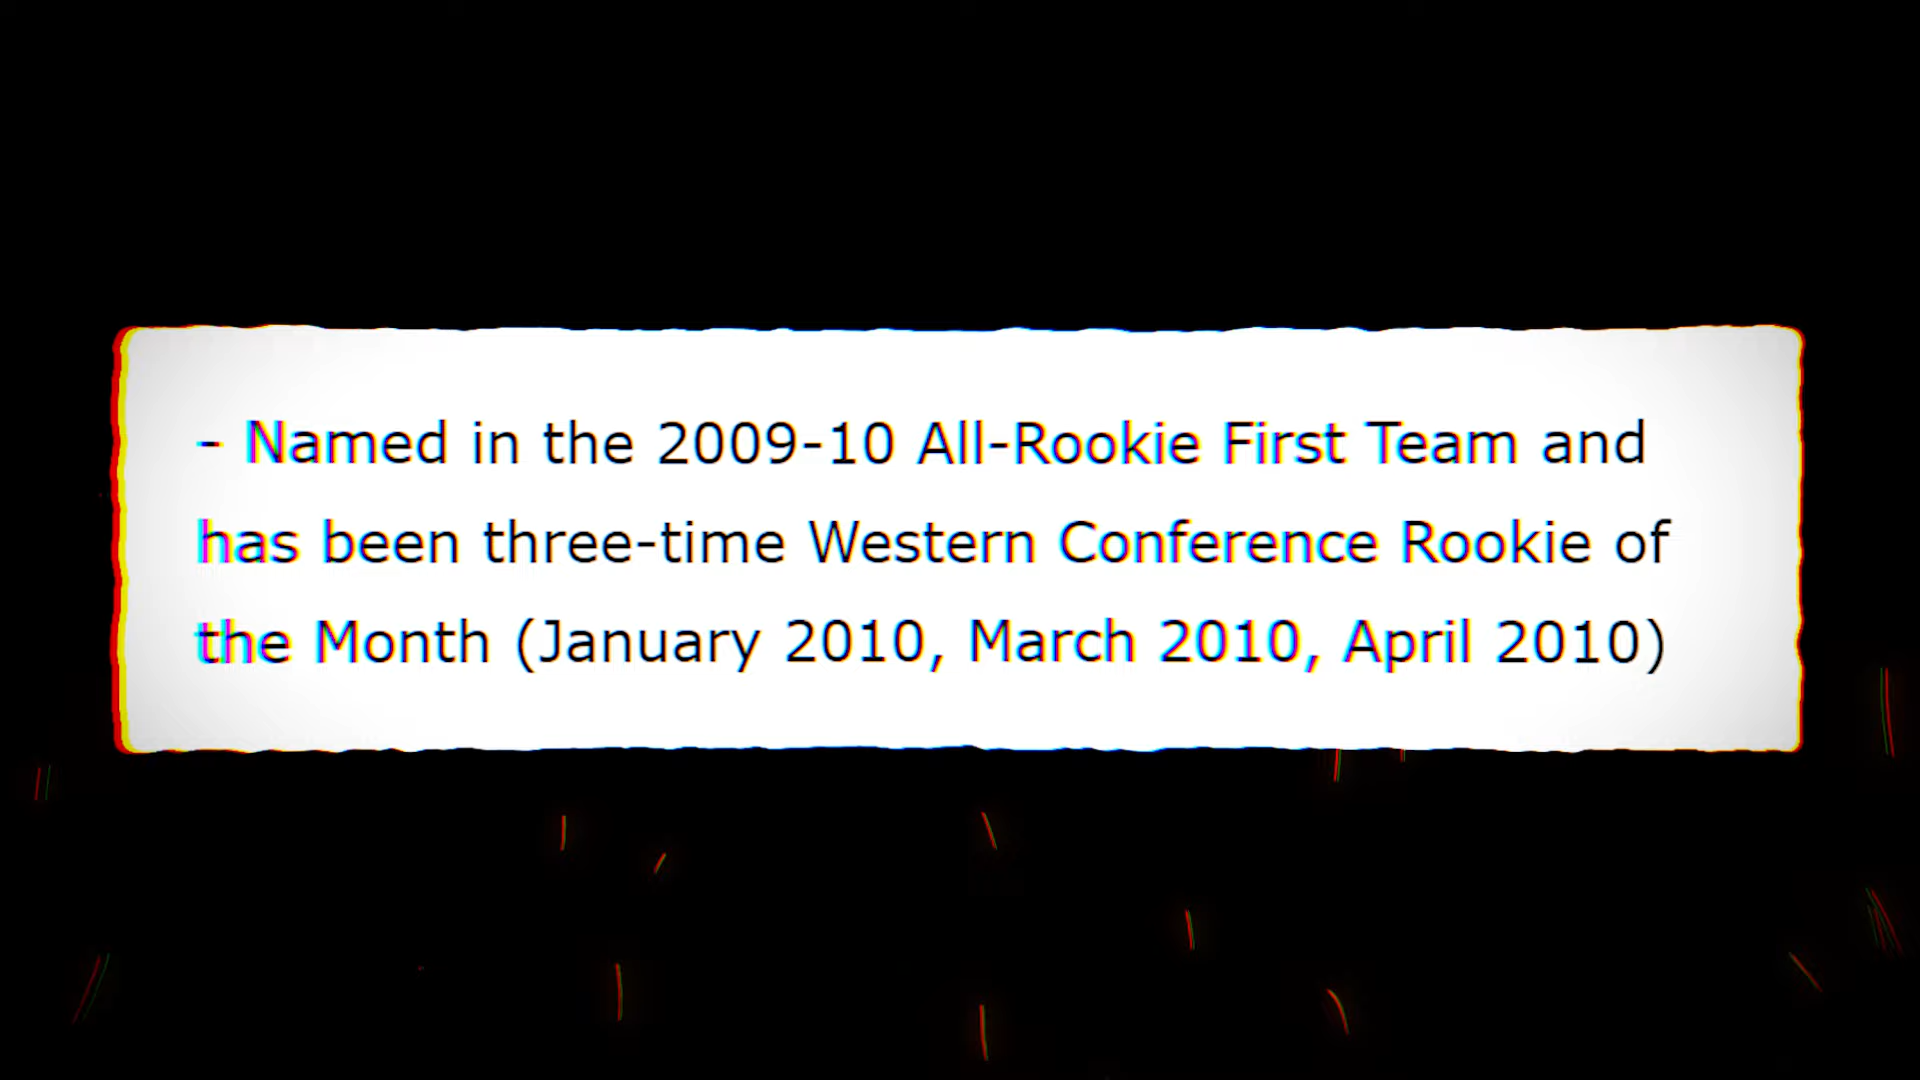 - Named in the 2009-10 All-Rookie First Team and
has been three-time Western Conference Rookie of
the Month (January 2010, March 2010, April 2010)